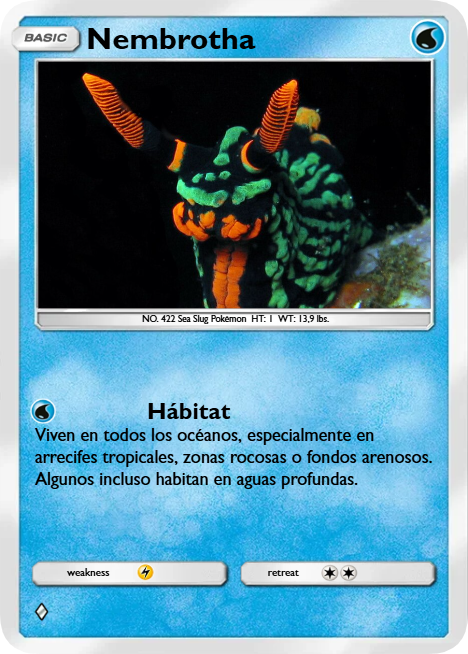 BASIC
Nembrotha
NO. 422 Sea Slug Pokémon HT: 1 WT: 13,9 lbs.
Hábitat
Viven en todos los océanos, especialmente en
arrecifes tropicales, zonas rocosas o fondos arenosos.
Algunos incluso habitan en aguas profundas.
weakness
retreat